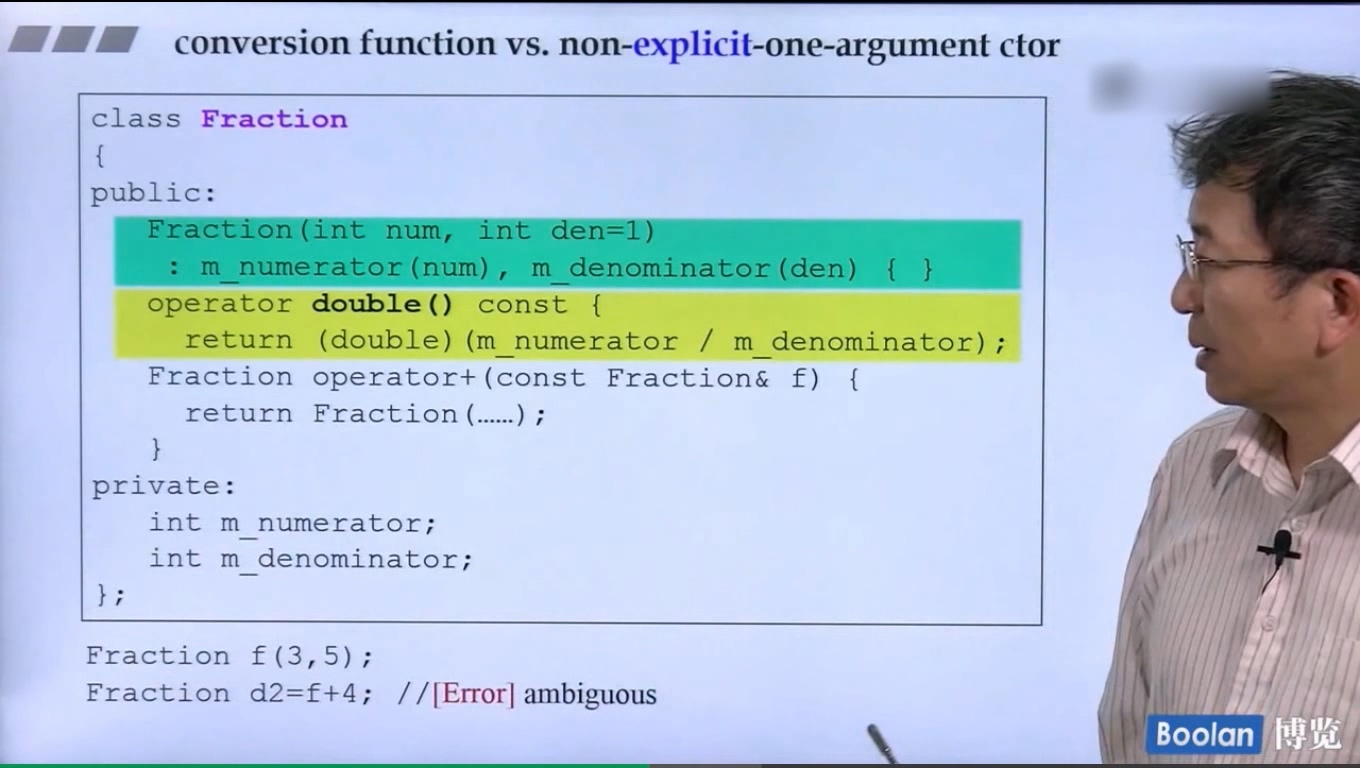 conversion function vs. non-explicit-one-argument ctor
class Fraction
{
public:
Fraction(int num, int den=1)
: m_numerator(num), m_denominator(den) { }
operator double() const {
return (double)(m_numerator / m_denominator);
Fraction operator+(const Fraction& f) {
return Fraction(……);
}
private:
int m_numerator;
int m_denominator;
};
Fraction f(3,5);
Fraction d2=f+4; //[Error] ambiguous
Boolan 博览